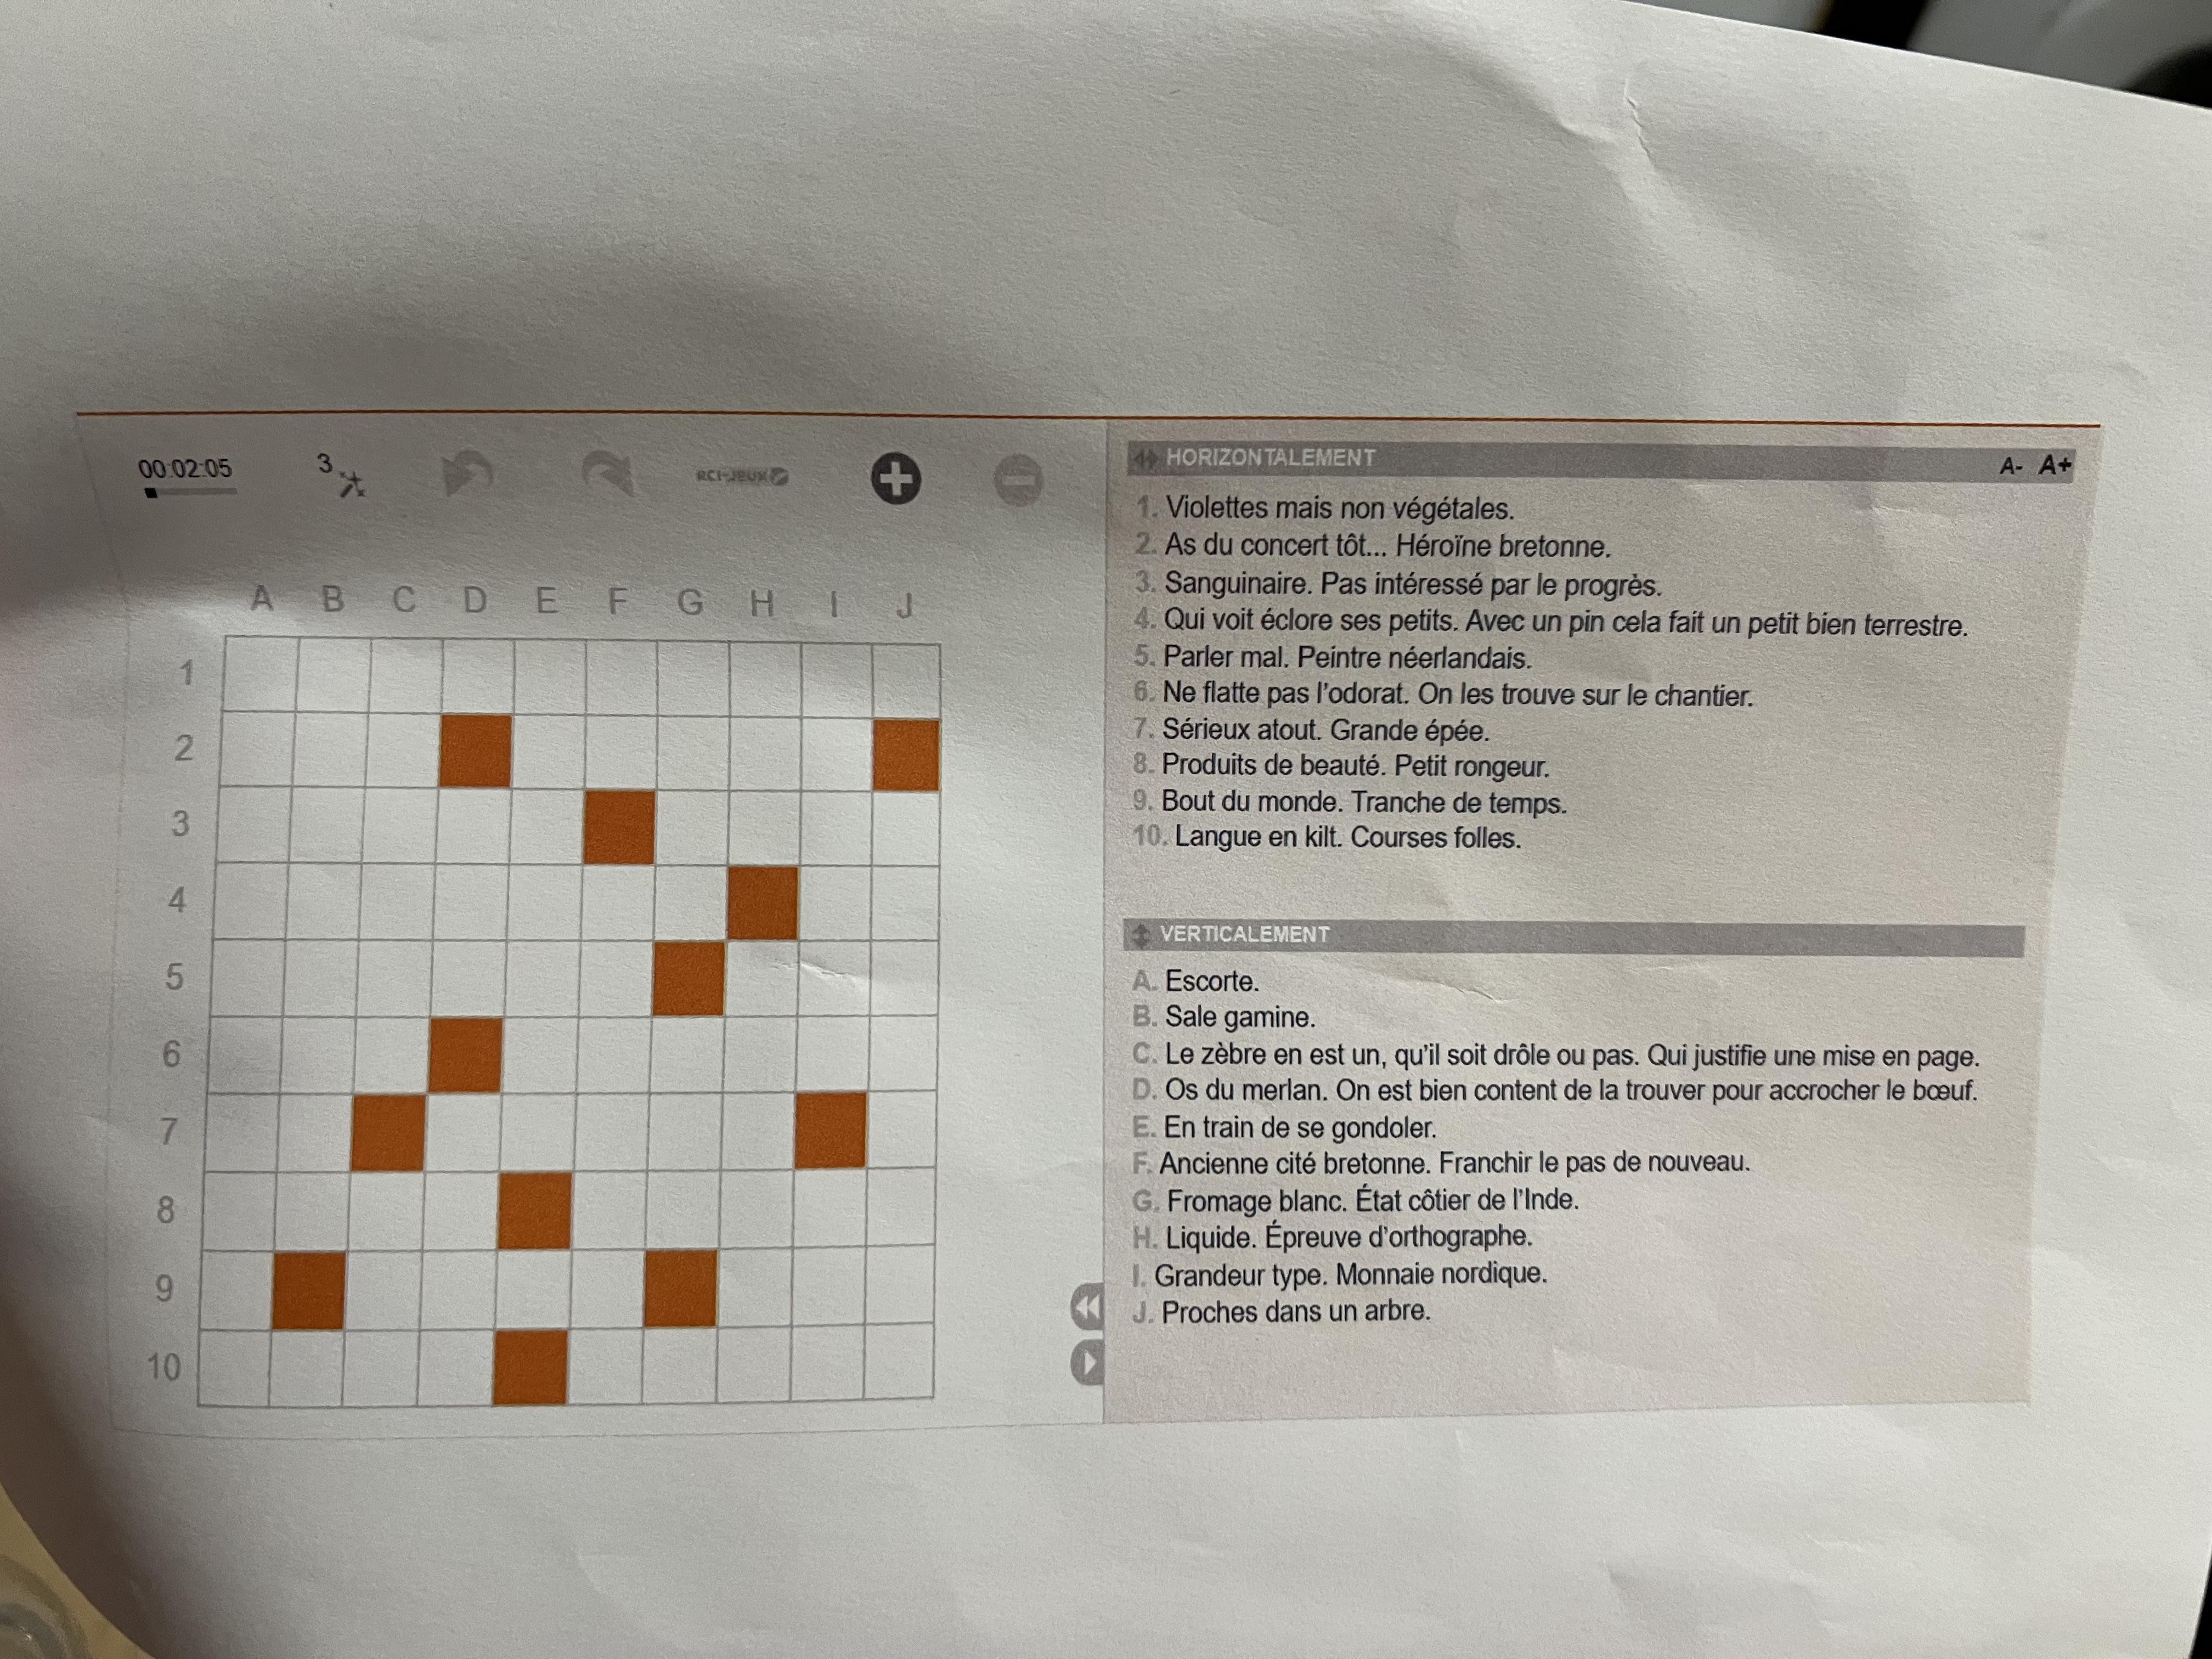 00:02:05
3
RCI-JEUX
A B C D E F G H I J
1
2
3
4
5
6
7
8
9
10
HORIZONTALEMENT
A- A+
1. Violettes mais non végétales.
2. As du concert tôt... Héroïne bretonne.
3. Sanguinaire. Pas intéressé par le progrès.
4. Qui voit éclore ses petits. Avec un pin cela fait un petit bien terrestre.
5. Parler mal. Peintre néerlandais.
6. Ne flatte pas l'odorat. On les trouve sur le chantier.
7. Sérieux atout. Grande épée.
8. Produits de beauté. Petit rongeur.
9. Bout du monde. Tranche de temps.
10. Langue en kilt. Courses folles.
VERTICALEMENT
A. Escorte.
B. Sale gamine.
C. Le zèbre en est un, qu'il soit drôle ou pas. Qui justifie une mise en page.
D. Os du merlan. On est bien content de la trouver pour accrocher le bœuf.
E. En train de se gondoler.
F. Ancienne cité bretonne. Franchir le pas de nouveau.
G. Fromage blanc. État côtier de l'Inde.
H. Liquide. Épreuve d'orthographe.
I. Grandeur type. Monnaie nordique.
J. Proches dans un arbre.